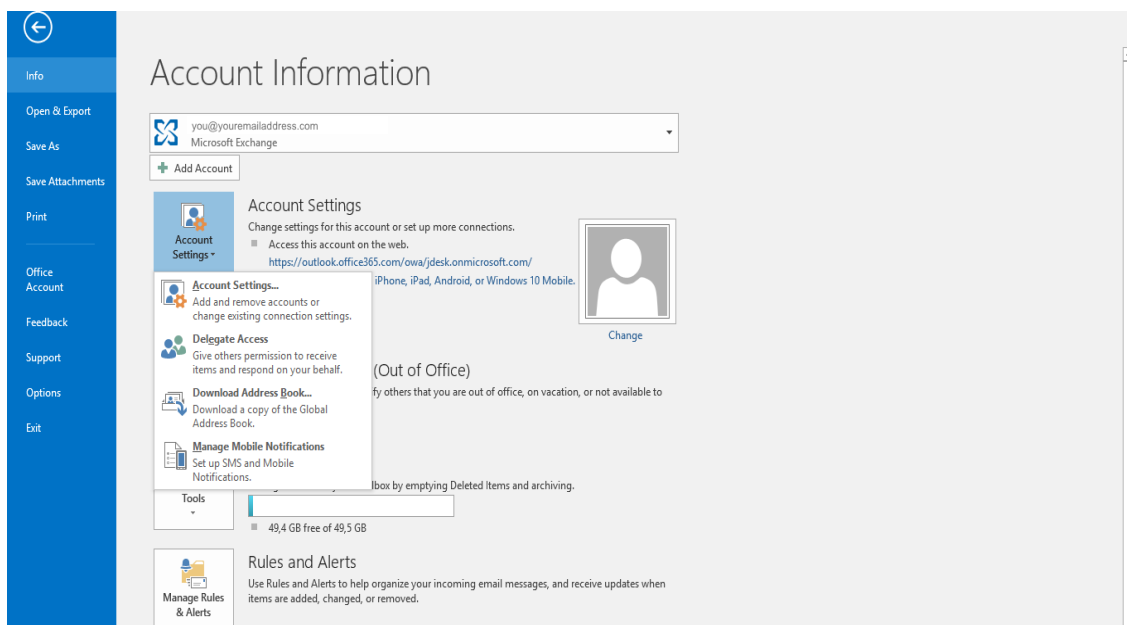 Info
Open & Export
Save As
Save Attachments
Print
Office
Account
Feedback
Support
Options
Exit
Account Information
you@youremailaddress.com
Microsoft Exchange
Add Account
Account
Settings
Account Settings
Change settings for this account or set up more connections.
Access this account on the web.
https://outlook.office365.com/owa/jdesk.onmicrosoft.com/
iPhone, iPad, Android, or Windows 10 Mobile.
Change
Account Settings...
Add and remove accounts or
change existing connection settings.
Delegate Access
Give others permission to receive
items and respond on your behalf.
Download Address Book...
Download a copy of the Global
Address Book.
Manage Mobile Notifications
Set up SMS and Mobile
Notifications.
(Out of Office)
others that you are out of office, on vacation, or not available to
by emptying Deleted Items and archiving.
Tools
49,4 GB free of 49,5 GB
Manage Rules
& Alerts
Rules and Alerts
Use Rules and Alerts to help organize your incoming email messages, and receive updates when
items are added, changed, or removed.